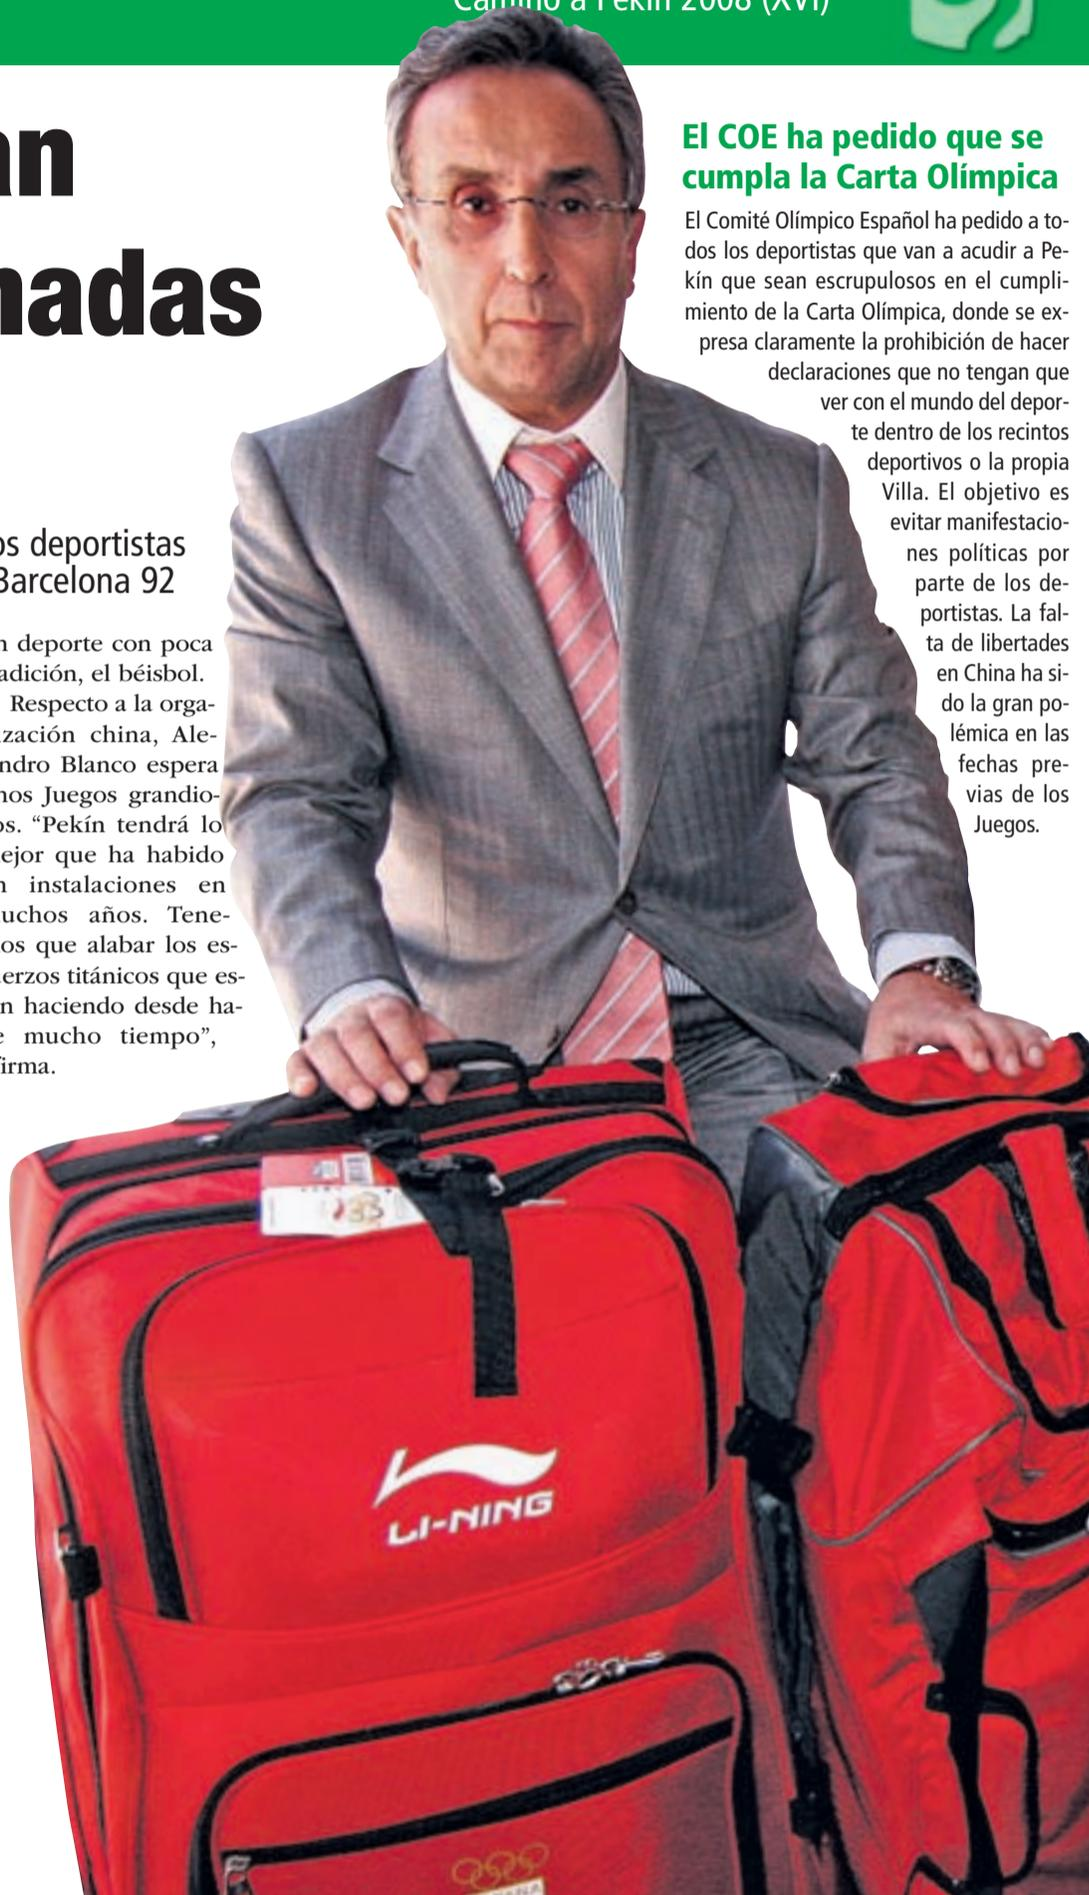 Camino a Pekín 2008 (XVI)
an
nadas
os deportistas
Barcelona 92
n deporte con poca
adición, el béisbol.
Respecto a la orga-
ización china, Ale-
ndro Blanco espera
nos Juegos grandio-
os. “Pekín tendrá lo
ejor que ha habido
n instalaciones en
uchos años. Tene-
os que alabar los es-
uerzos titánicos que es-
n haciendo desde ha-
e mucho tiempo”,
firma.
El COE ha pedido que se
cumpla la Carta Olímpica
El Comité Olímpico Español ha pedido a to-
dos los deportistas que van a acudir a Pe-
kín que sean escrupulosos en el cumpli-
miento de la Carta Olímpica, donde se ex-
presa claramente la prohibición de hacer
declaraciones que no tengan que
ver con el mundo del depor-
te dentro de los recintos
deportivos o la propia
Villa. El objetivo es
evitar manifestacio-
nes políticas por
parte de los de-
portistas. La fal-
ta de libertades
en China ha si-
do la gran po-
lémica en las
fechas pre-
vias de los
Juegos.
LI-NING